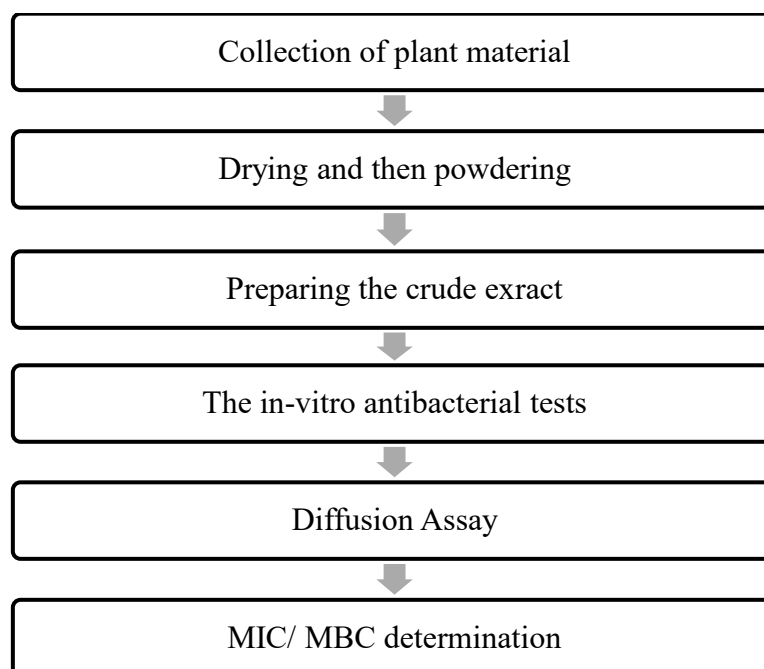 Collection of plant material
Drying and then powdering
Preparing the crude exract
The in-vitro antibacterial tests
Diffusion Assay
MIC/ MBC determination